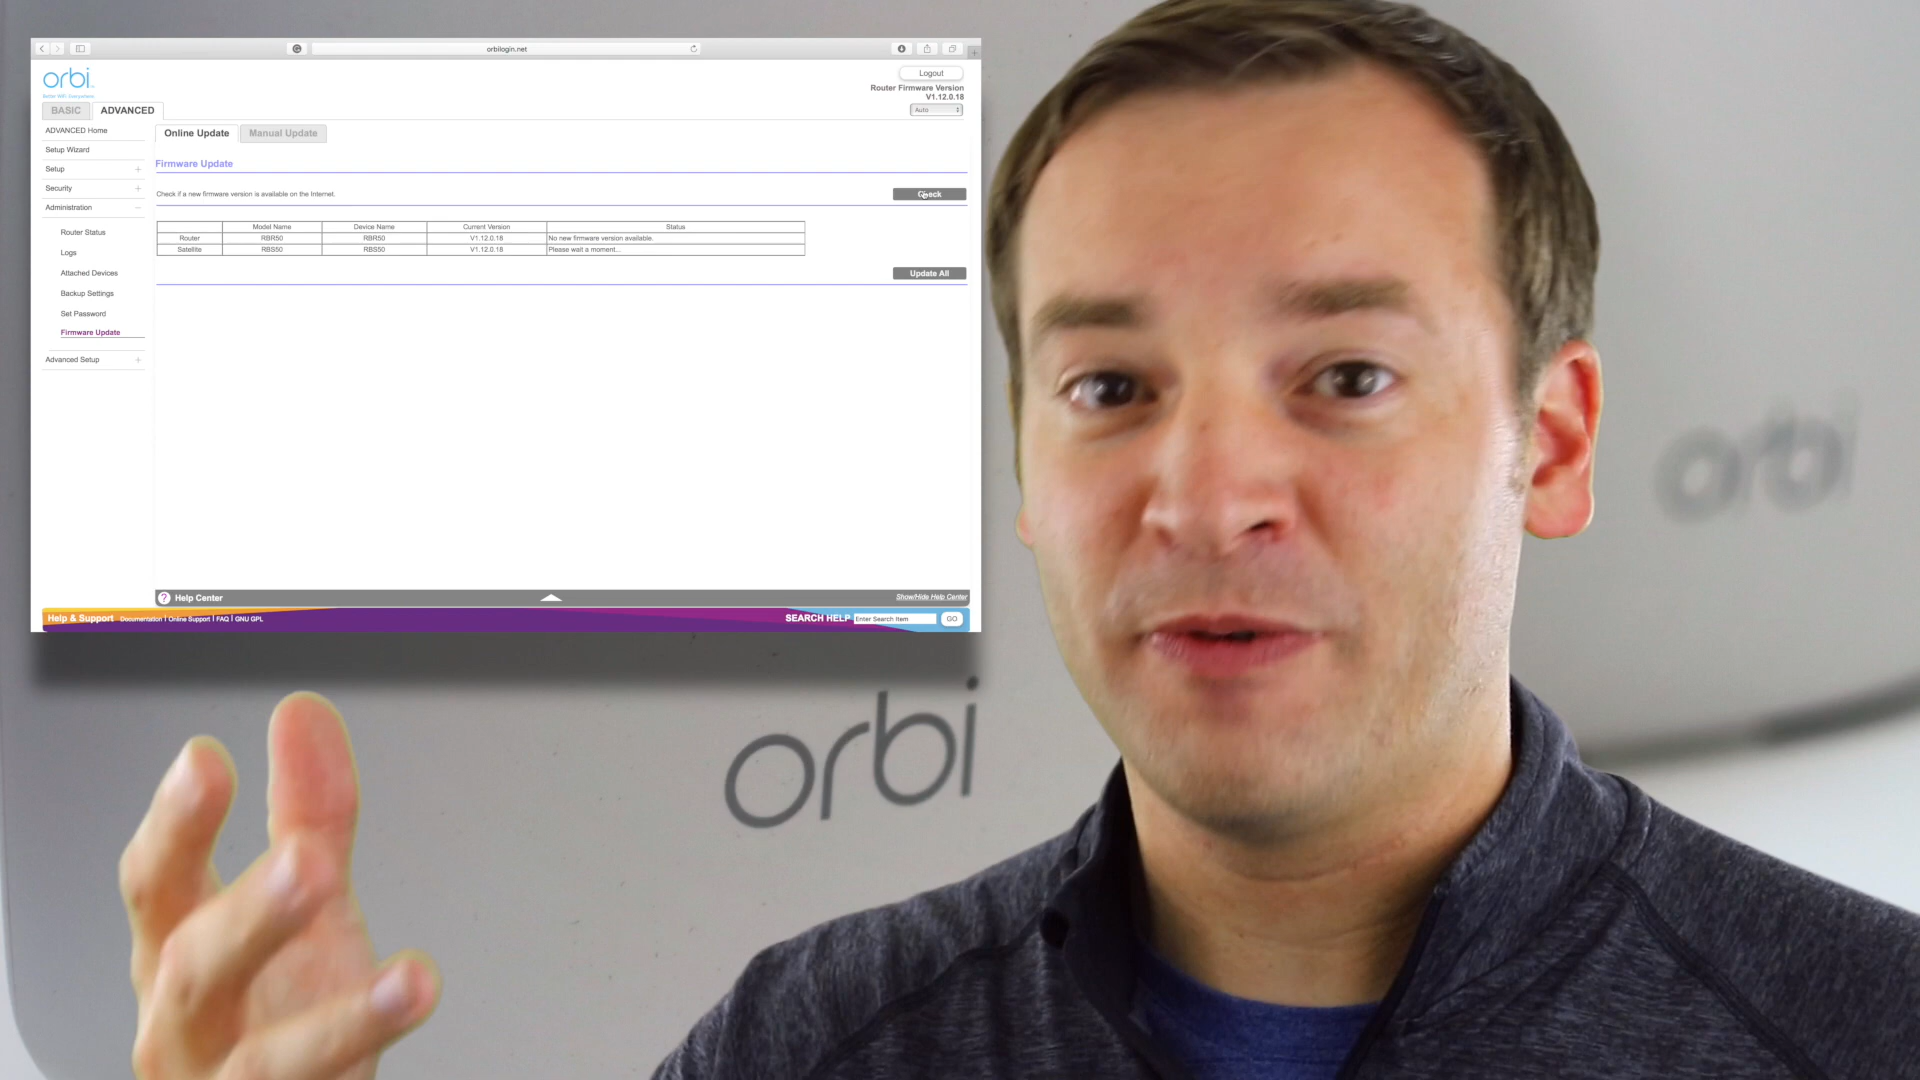 orbilogin.net
orbi
Better WiFi. Everywhere.
Logout
Router Firmware Version
V1.12.0.18
Auto
BASIC
ADVANCED
ADVANCED Home
Setup Wizard
Setup +
Security +
Administration −
Router Status
Logs
Attached Devices
Backup Settings
Set Password
Firmware Update
Advanced Setup +
Online Update
Manual Update
Firmware Update
Check if a new firmware version is available on the Internet.
Check
Model Name Device Name Current Version Status
Router RBR50 RBR50 V1.12.0.18 No new firmware version available.
Satellite RBS50 RBS50 V1.12.0.18 Please wait a moment...
Update All
? Help Center
Show/Hide Help Center
Help & Support Documentation | Online Support | FAQ | GNU GPL
SEARCH HELP Enter Search Item GO
orbi
orbi